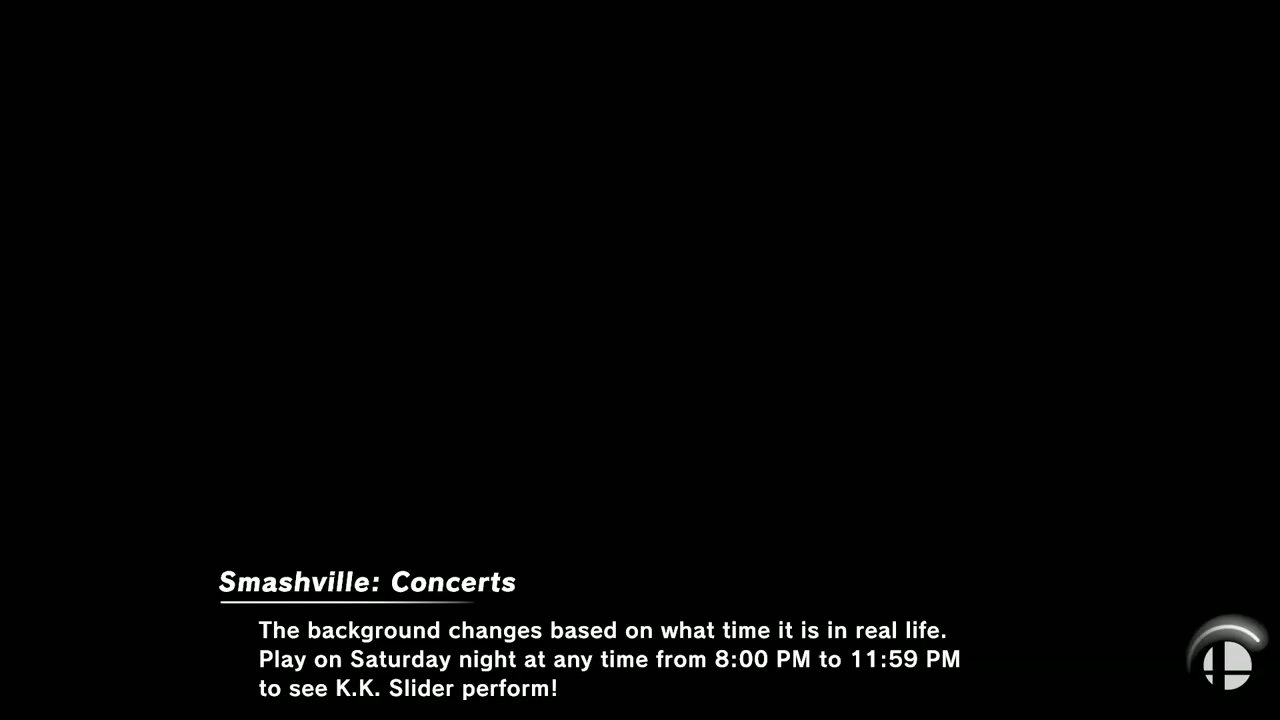 Smashville: Concerts
The background changes based on what time it is in real life.
Play on Saturday night at any time from 8:00 PM to 11:59 PM
to see K.K. Slider perform!